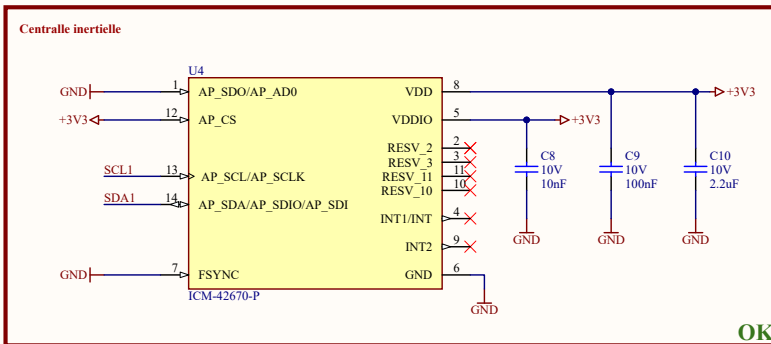 Centralle inertielle
U4
GND 1 AP_SDO/AP_AD0 VDD 8 +3V3
+3V3 12 AP_CS VDDIO 5 +3V3
RESV_2 2
RESV_3 3
SCL1 13 AP_SCL/AP_SCLK RESV_11 11
RESV_10 10
SDA1 14 AP_SDA/AP_SDIO/AP_SDI
INT1/INT 4
INT2 9
GND 7 FSYNC GND 6
ICM-42670-P
GND
C8
10V
10nF
GND
C9
10V
100nF
GND
C10
10V
2.2uF
GND
OK